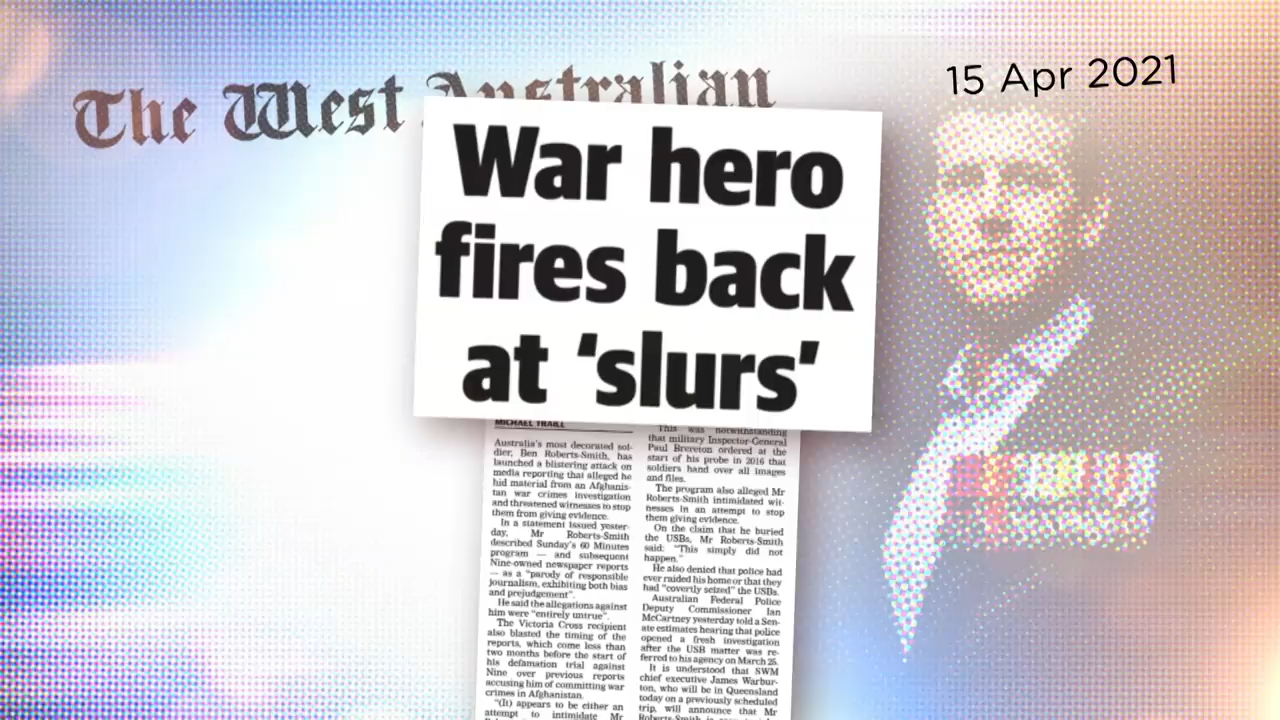 The West Australian
15 Apr 2021
War hero
fires back
at ‘slurs’
MICHAEL TRAILL
Australia's most decorated sol-
dier, Ben Roberts-Smith, has
launched a blistering attack on
media reporting that alleged he
hid material from an Afghanis-
tan war crimes investigation
and threatened witnesses to stop
them from giving evidence.
In a statement issued yester-
day, Mr Roberts-Smith
described Sunday's 60 Minutes
program — and subsequent
Nine-owned newspaper reports
— as a "parody of responsible
journalism, exhibiting both bias
and prejudgement".
He said the allegations against
him were "entirely untrue".
The Victoria Cross recipient
also blasted the timing of the
reports, which come less than
two months before the start of
his defamation trial against
Nine over previous reports
accusing him of committing war
crimes in Afghanistan.
"(It) appears to be either an
attempt to intimidate Mr
This was notwithstanding
that military Inspector-General
Paul Brereton ordered at the
start of his probe in 2016 that
soldiers hand over all images
and files.
The program also alleged Mr
Roberts-Smith intimidated wit-
nesses in an attempt to stop
them giving evidence.
On the claim that he buried
the USBs, Mr Roberts-Smith
said: "This simply did not
happen."
He also denied that police had
ever raided his home or that they
had "covertly seized" the USBs.
Australian Federal Police
Deputy Commissioner Ian
McCartney yesterday told a Sen-
ate estimates hearing that police
opened a fresh investigation
after the USB matter was re-
ferred to his agency on March 25.
It is understood that SWM
chief executive James Warbur-
ton, who will be in Queensland
today on a previously scheduled
trip, will announce that Mr